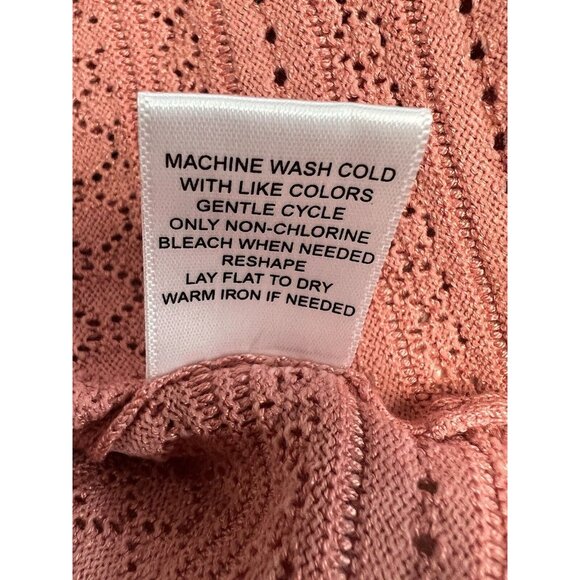 MACHINE WASH COLD
WITH LIKE COLORS
GENTLE CYCLE
ONLY NON-CHLORINE
BLEACH WHEN NEEDED
RESHAPE
LAY FLAT TO DRY
WARM IRON IF NEEDED